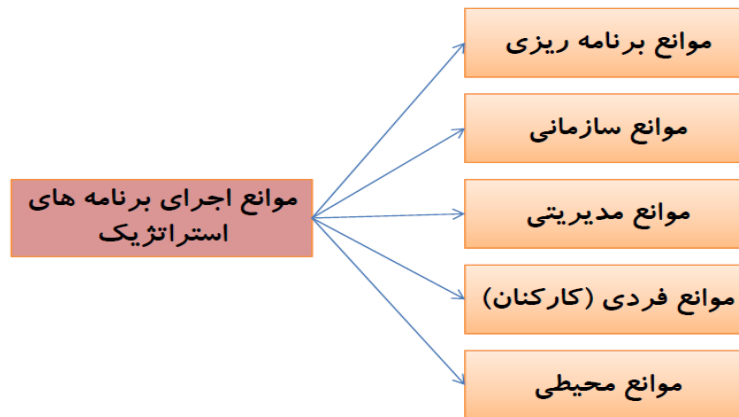 موانع اجرای برنامه های
استراتژیک
موانع برنامه ریزی
موانع سازمانی
موانع مدیریتی
موانع فردی (کارکنان)
موانع محیطی